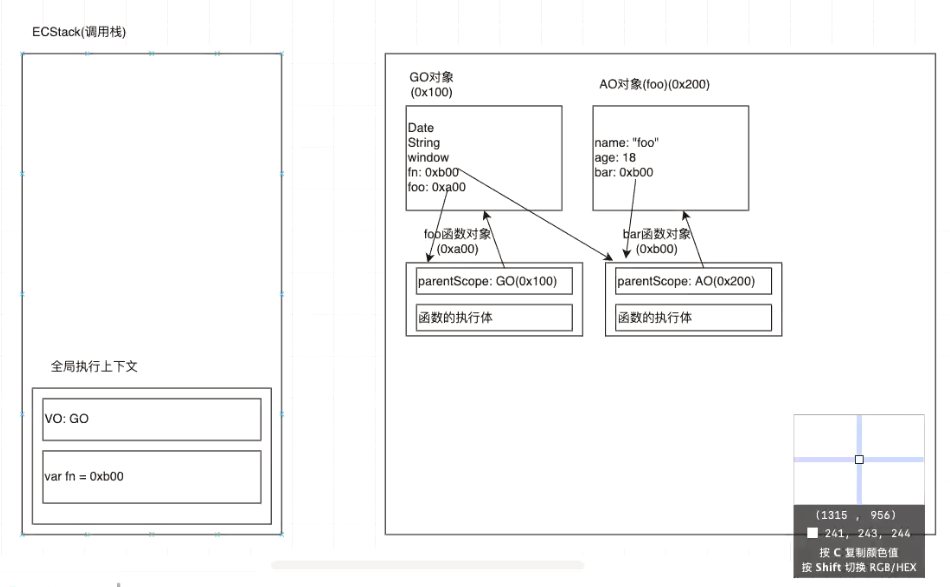 ECStack(调用栈)
全局执行上下文
VO: GO
var fn = 0xb00
GO对象
(0x100)
Date
String
window
fn: 0xb00
foo: 0xa00
AO对象(foo)(0x200)
name: "foo"
age: 18
bar: 0xb00
foo函数对象
(0xa00)
parentScope: GO(0x100)
函数的执行体
bar函数对象
(0xb00)
parentScope: AO(0x200)
函数的执行体
(1315 , 956)
241, 243, 244
按 C 复制颜色值
按 Shift 切换 RGB/HEX